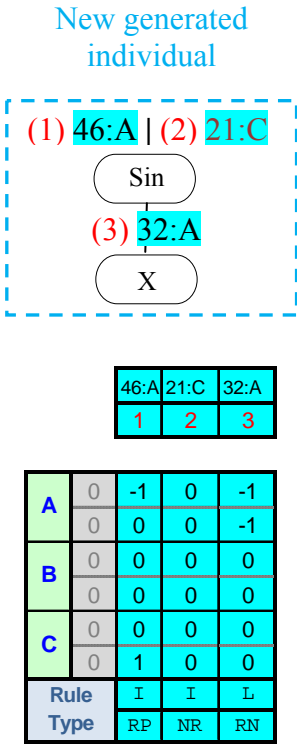 New generated
individual
(1) 46:A | (2) 21:C
Sin
(3) 32:A
X
46:A 21:C 32:A
1 2 3
A 0 -1 0 -1
0 0 0 -1
B 0 0 0 0
0 0 0 0
C 0 0 0 0
0 1 0 0
Rule I I L
Type RP NR RN